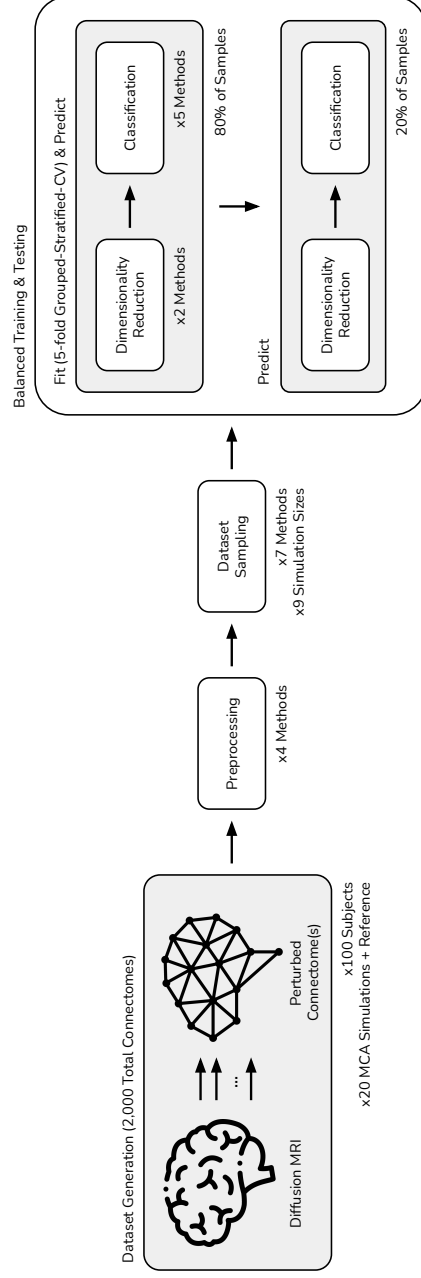 Dataset Generation (2,000 Total Connectomes)
Diffusion MRI
...
Perturbed
Connectome(s)
x100 Subjects
x20 MCA Simulations + Reference
Preprocessing
x4 Methods
Dataset
Sampling
x7 Methods
x9 Simulation Sizes
Balanced Training & Testing
Fit (5-fold Grouped-Stratified-CV) & Predict
Dimensionality
Reduction
x2 Methods
Classification
x5 Methods
80% of Samples
Predict
Dimensionality
Reduction
Classification
20% of Samples